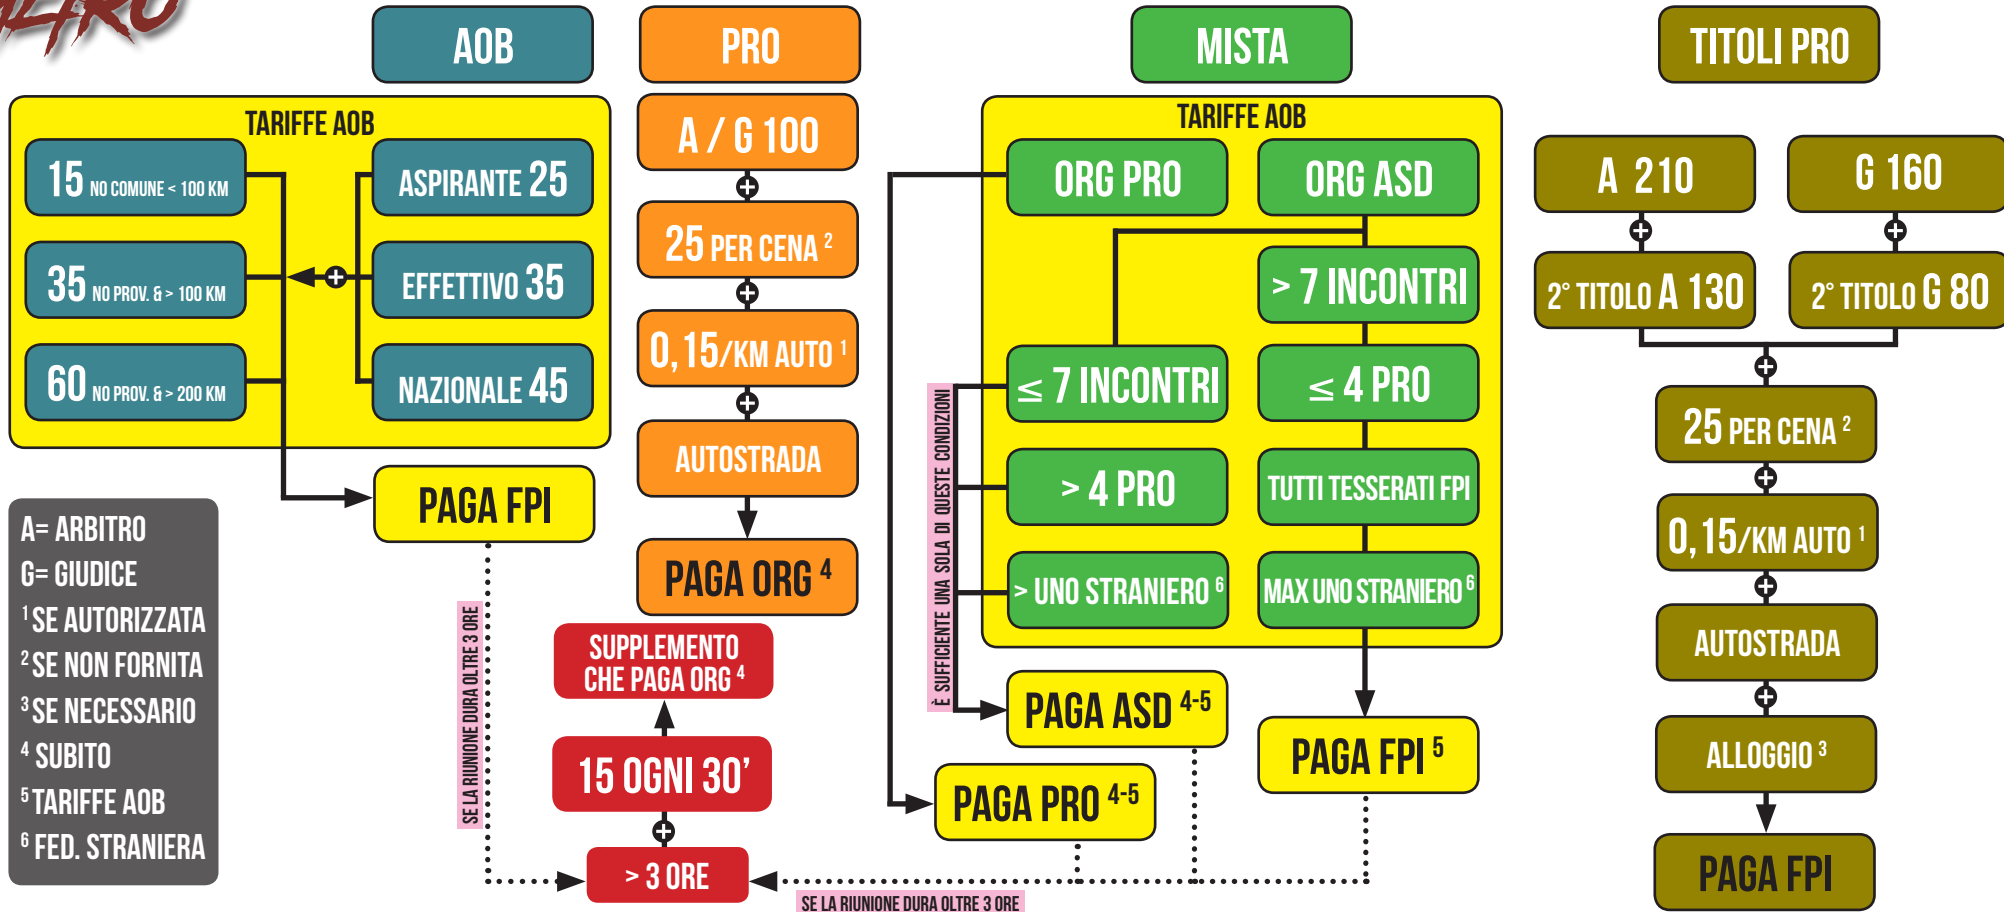 AOB
PRO
MISTA
TITOLI PRO
TARIFFE AOB
15 NO COMUNE < 100 KM
35 NO PROV. & > 100 KM
60 NO PROV. & > 200 KM
ASPIRANTE 25
EFFETTIVO 35
NAZIONALE 45
PAGA FPI
A / G 100
25 PER CENA ²
0,15/KM AUTO ¹
AUTOSTRADA
PAGA ORG ⁴
TARIFFE AOB
ORG PRO
ORG ASD
> 7 INCONTRI
≤ 7 INCONTRI
≤ 4 PRO
> 4 PRO
TUTTI TESSERATI FPI
> UNO STRANIERO ⁶
MAX UNO STRANIERO ⁶
È SUFFICIENTE UNA SOLA DI QUESTE CONDIZIONI
PAGA ASD ⁴⁻⁵
PAGA PRO ⁴⁻⁵
PAGA FPI ⁵
A 210
G 160
2° TITOLO A 130
2° TITOLO G 80
25 PER CENA ²
0,15/KM AUTO ¹
AUTOSTRADA
ALLOGGIO ³
PAGA FPI
A= ARBITRO
G= GIUDICE
¹ SE AUTORIZZATA
² SE NON FORNITA
³ SE NECESSARIO
⁴ SUBITO
⁵ TARIFFE AOB
⁶ FED. STRANIERA
SE LA RIUNIONE DURA OLTRE 3 ORE
SUPPLEMENTO
CHE PAGA ORG ⁴
15 OGNI 30’
> 3 ORE
SE LA RIUNIONE DURA OLTRE 3 ORE